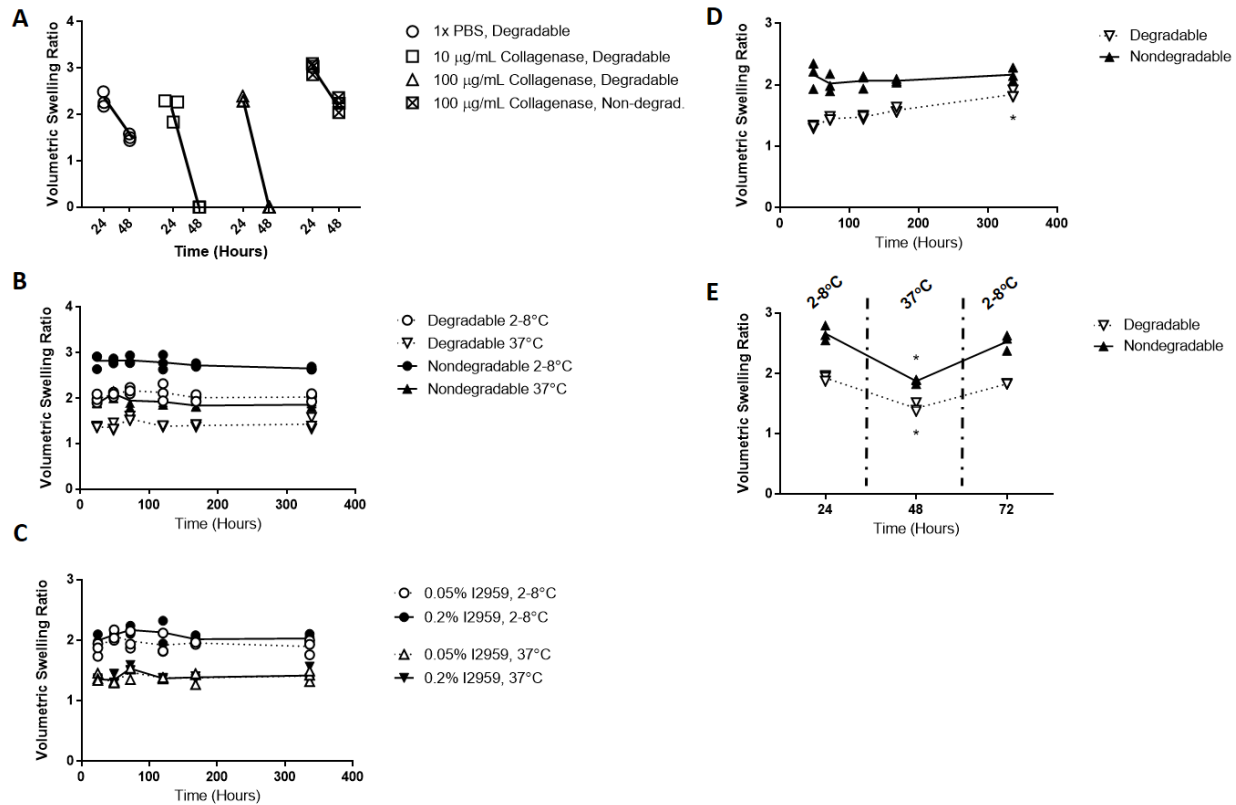 A
Volumetric Swelling Ratio
4
3
2
1
0
24
48
24
48
24
48
24
48
Time (Hours)
1x PBS, Degradable
10 μg/mL Collagenase, Degradable
100 μg/mL Collagenase, Degradable
100 μg/mL Collagenase, Non-degrad.
B
Volumetric Swelling Ratio
4
3
2
1
0
0
100
200
300
400
Time (Hours)
Degradable 2-8°C
Degradable 37°C
Nondegradable 2-8°C
Nondegradable 37°C
C
Volumetric Swelling Ratio
3
2
1
0
0
100
200
300
400
Time (Hours)
0.05% I2959, 2-8°C
0.2% I2959, 2-8°C
0.05% I2959, 37°C
0.2% I2959, 37°C
D
Volumetric Swelling Ratio
3
2
1
0
0
100
200
300
400
Time (Hours)
*
Degradable
Nondegradable
E
2-8°C
37°C
2-8°C
Volumetric Swelling Ratio
3
2
1
0
*
*
24
48
72
Time (Hours)
Degradable
Nondegradable